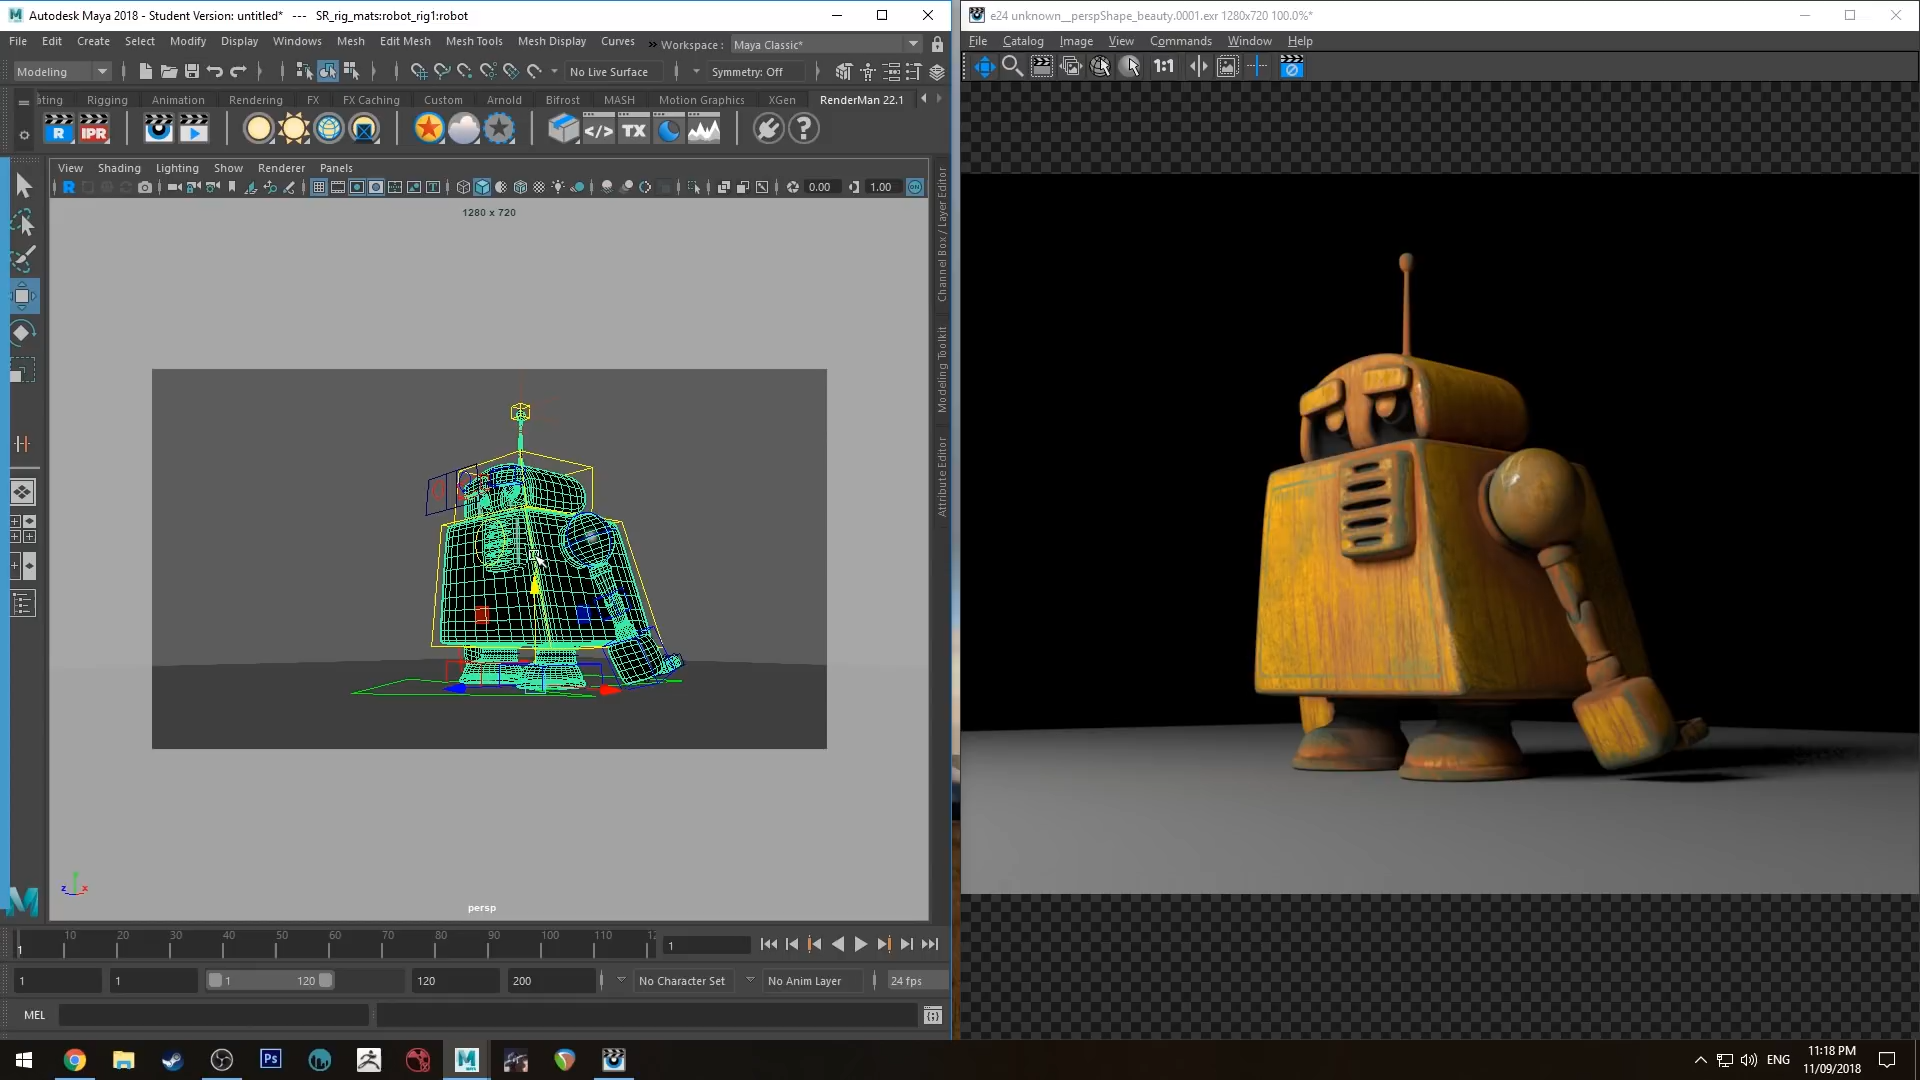 Autodesk Maya 2018 - Student Version: untitled*   ---   SR_rig_mats:robot_rig1:robot
File Edit Create Select Modify Display Windows Mesh Edit Mesh Mesh Tools Mesh Display Curves » Workspace : Maya Classic*
Modeling No Live Surface Symmetry: Off
ting Rigging Animation Rendering FX FX Caching Custom Arnold Bifrost MASH Motion Graphics XGen RenderMan 22.1
R IPR </> TX ?
View Shading Lighting Show Renderer Panels
R 0.00 1.00 ON
1280 x 720
Channel Box / Layer Editor
Modeling Toolkit
Attribute Editor
z x
persp
10 20 30 40 50 60 70 80 90 100 110 12
1 1
1 1 1 120 120 200 No Character Set No Anim Layer 24 fps
MEL
e24 unknown__perspShape_beauty.0001.exr 1280x720 100.0%*
File Catalog Image View Commands Window Help
1:1
Ps M ENG
11:18 PM
11/09/2018